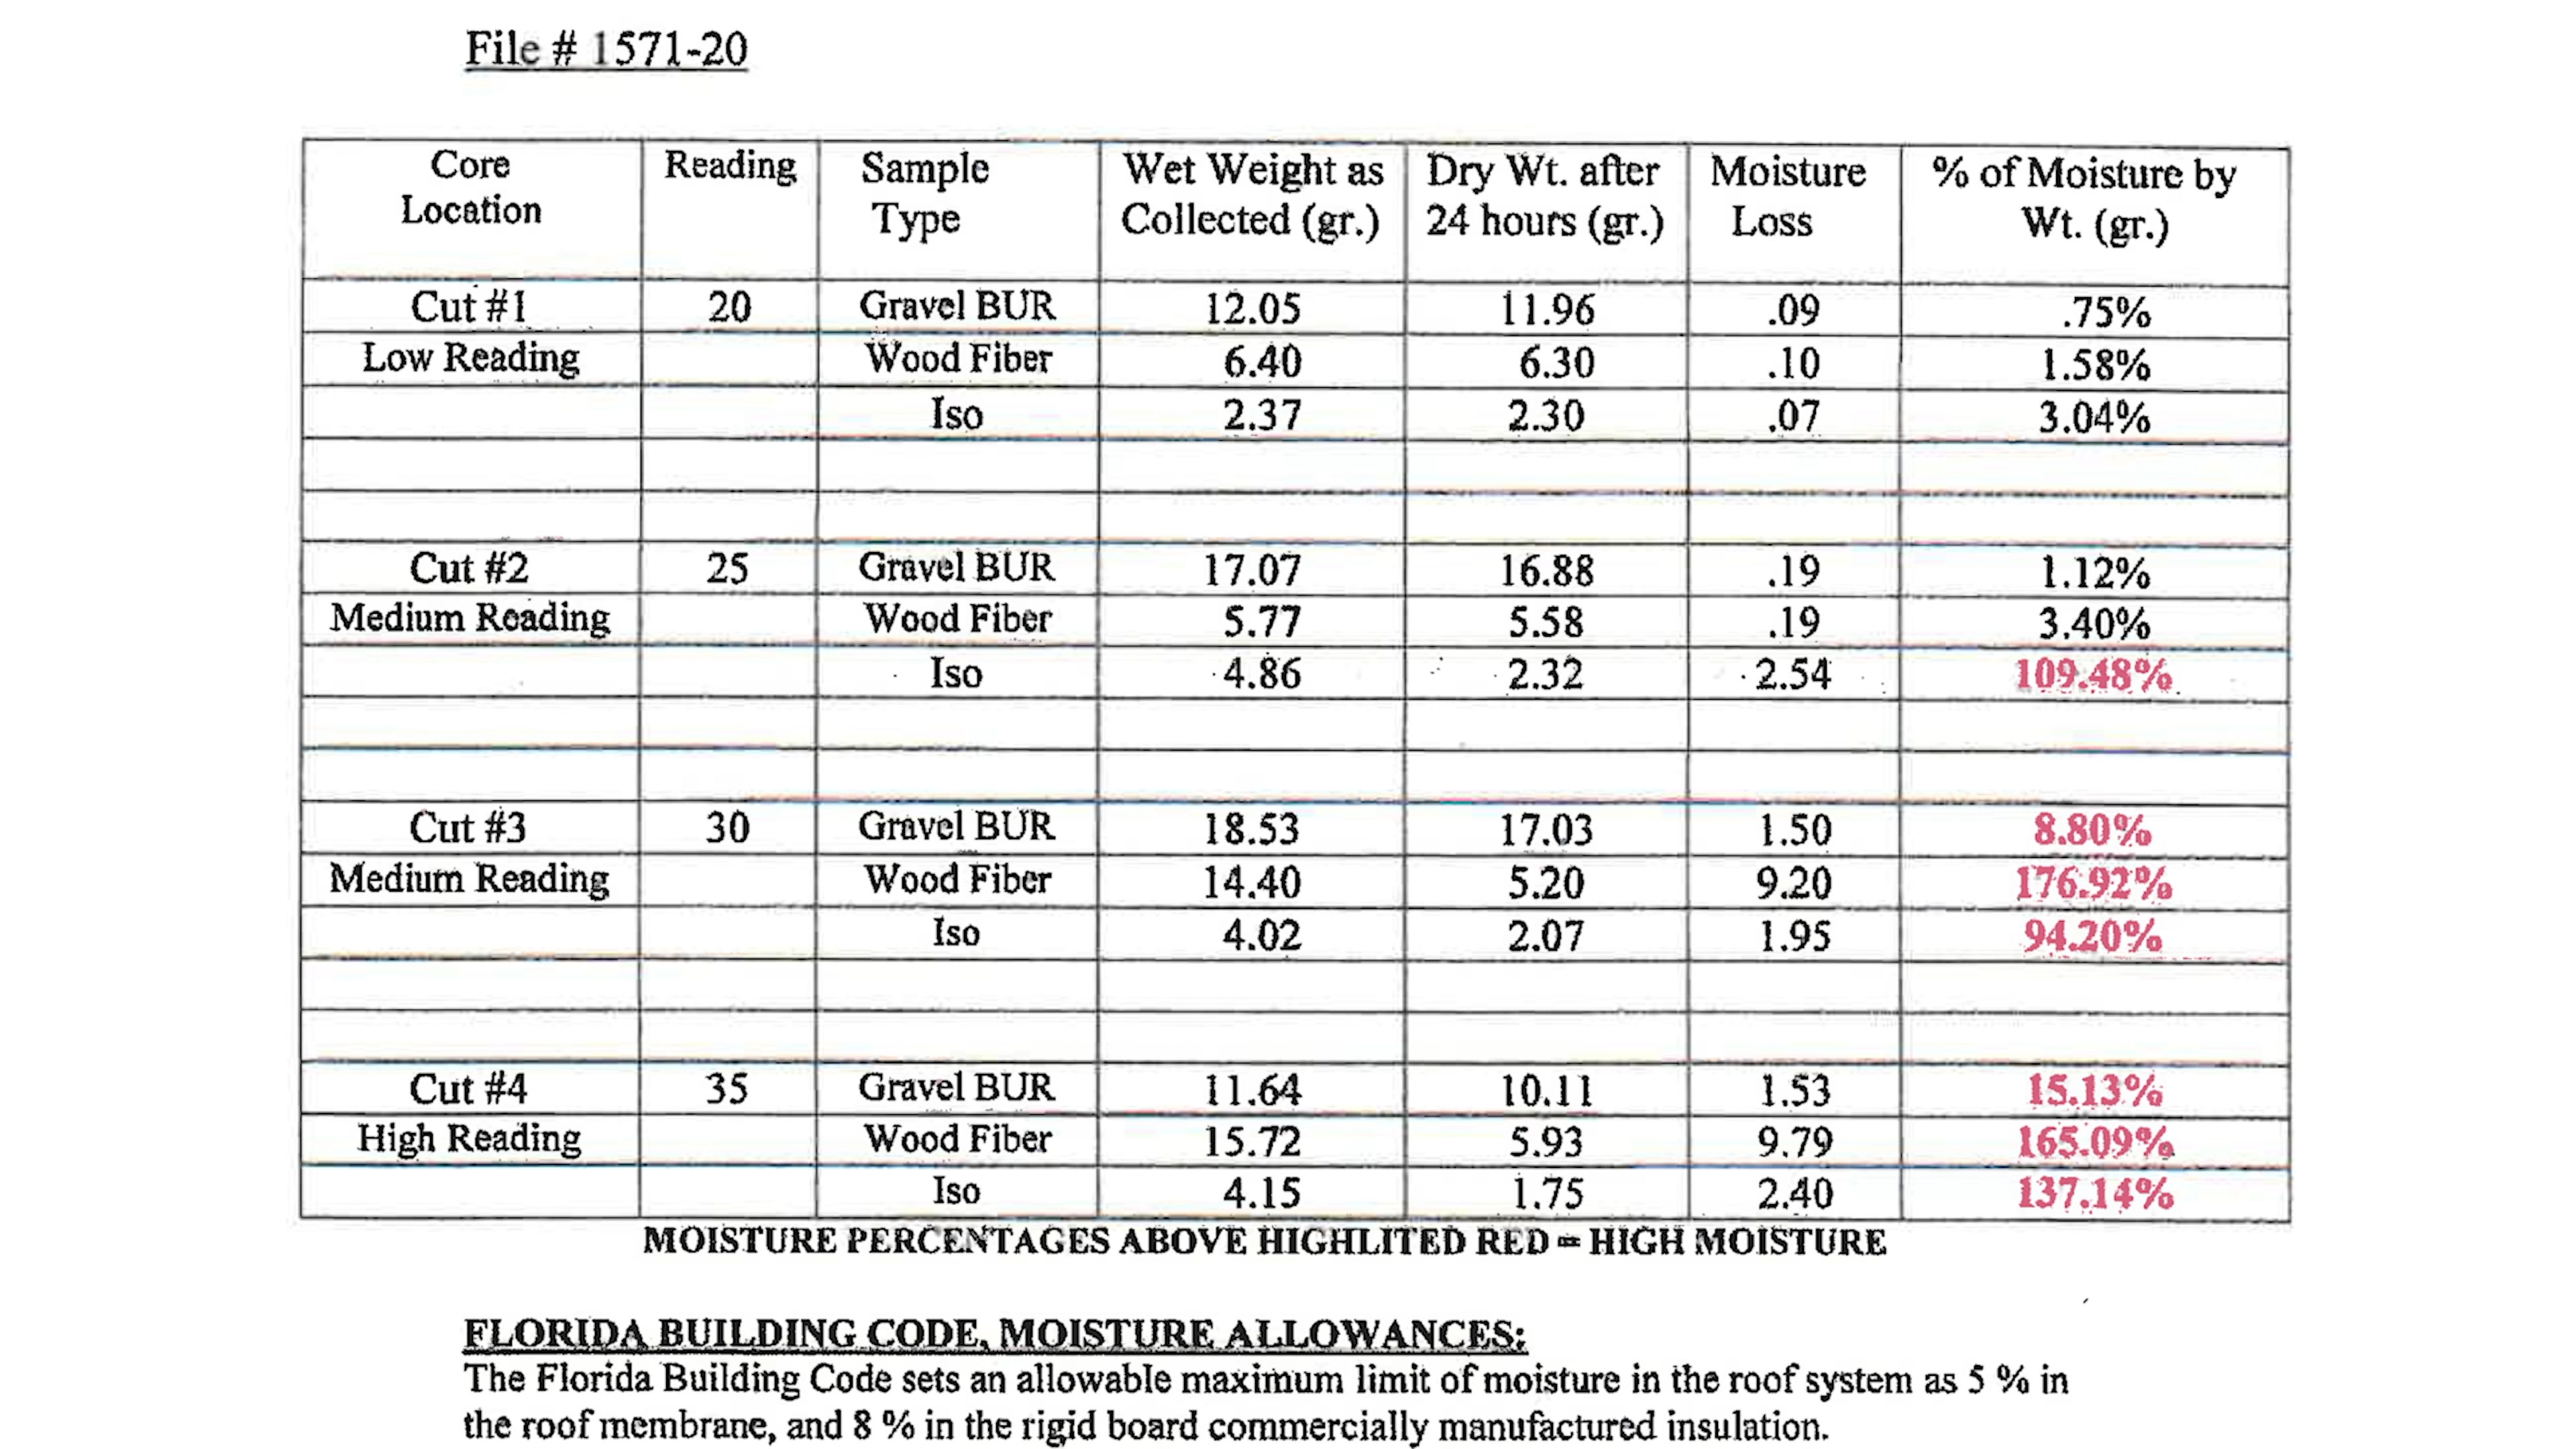 File # 1571-20
Core Location | Reading | Sample Type | Wet Weight as Collected (gr.) | Dry Wt. after 24 hours (gr.) | Moisture Loss | % of Moisture by Wt. (gr.)
Cut #1 | 20 | Gravel BUR | 12.05 | 11.96 | .09 | .75%
Low Reading | | Wood Fiber | 6.40 | 6.30 | .10 | 1.58%
| | Iso | 2.37 | 2.30 | .07 | 3.04%
Cut #2 | 25 | Gravel BUR | 17.07 | 16.88 | .19 | 1.12%
Medium Reading | | Wood Fiber | 5.77 | 5.58 | .19 | 3.40%
| | Iso | 4.86 | 2.32 | 2.54 | 109.48%
Cut #3 | 30 | Gravel BUR | 18.53 | 17.03 | 1.50 | 8.80%
Medium Reading | | Wood Fiber | 14.40 | 5.20 | 9.20 | 176.92%
| | Iso | 4.02 | 2.07 | 1.95 | 94.20%
Cut #4 | 35 | Gravel BUR | 11.64 | 10.11 | 1.53 | 15.13%
High Reading | | Wood Fiber | 15.72 | 5.93 | 9.79 | 165.09%
| | Iso | 4.15 | 1.75 | 2.40 | 137.14%
MOISTURE PERCENTAGES ABOVE HIGHLITED RED = HIGH MOISTURE
FLORIDA BUILDING CODE, MOISTURE ALLOWANCES:
The Florida Building Code sets an allowable maximum limit of moisture in the roof system as 5 % in
the roof membrane, and 8 % in the rigid board commercially manufactured insulation.